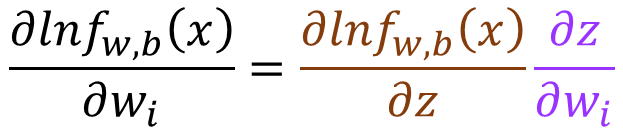 ∂lnf_{w,b}(x)/∂w_i = ∂lnf_{w,b}(x)/∂z ∂z/∂w_i